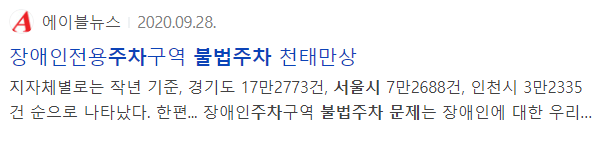 에이블뉴스 2020.09.28.
장애인전용주차구역 불법주차 천태만상
지자체별로는 작년 기준, 경기도 17만2773건, 서울시 7만2688건, 인천시 3만2335
건 순으로 나타났다. 한편... 장애인주차구역 불법주차 문제는 장애인에 대한 우리...